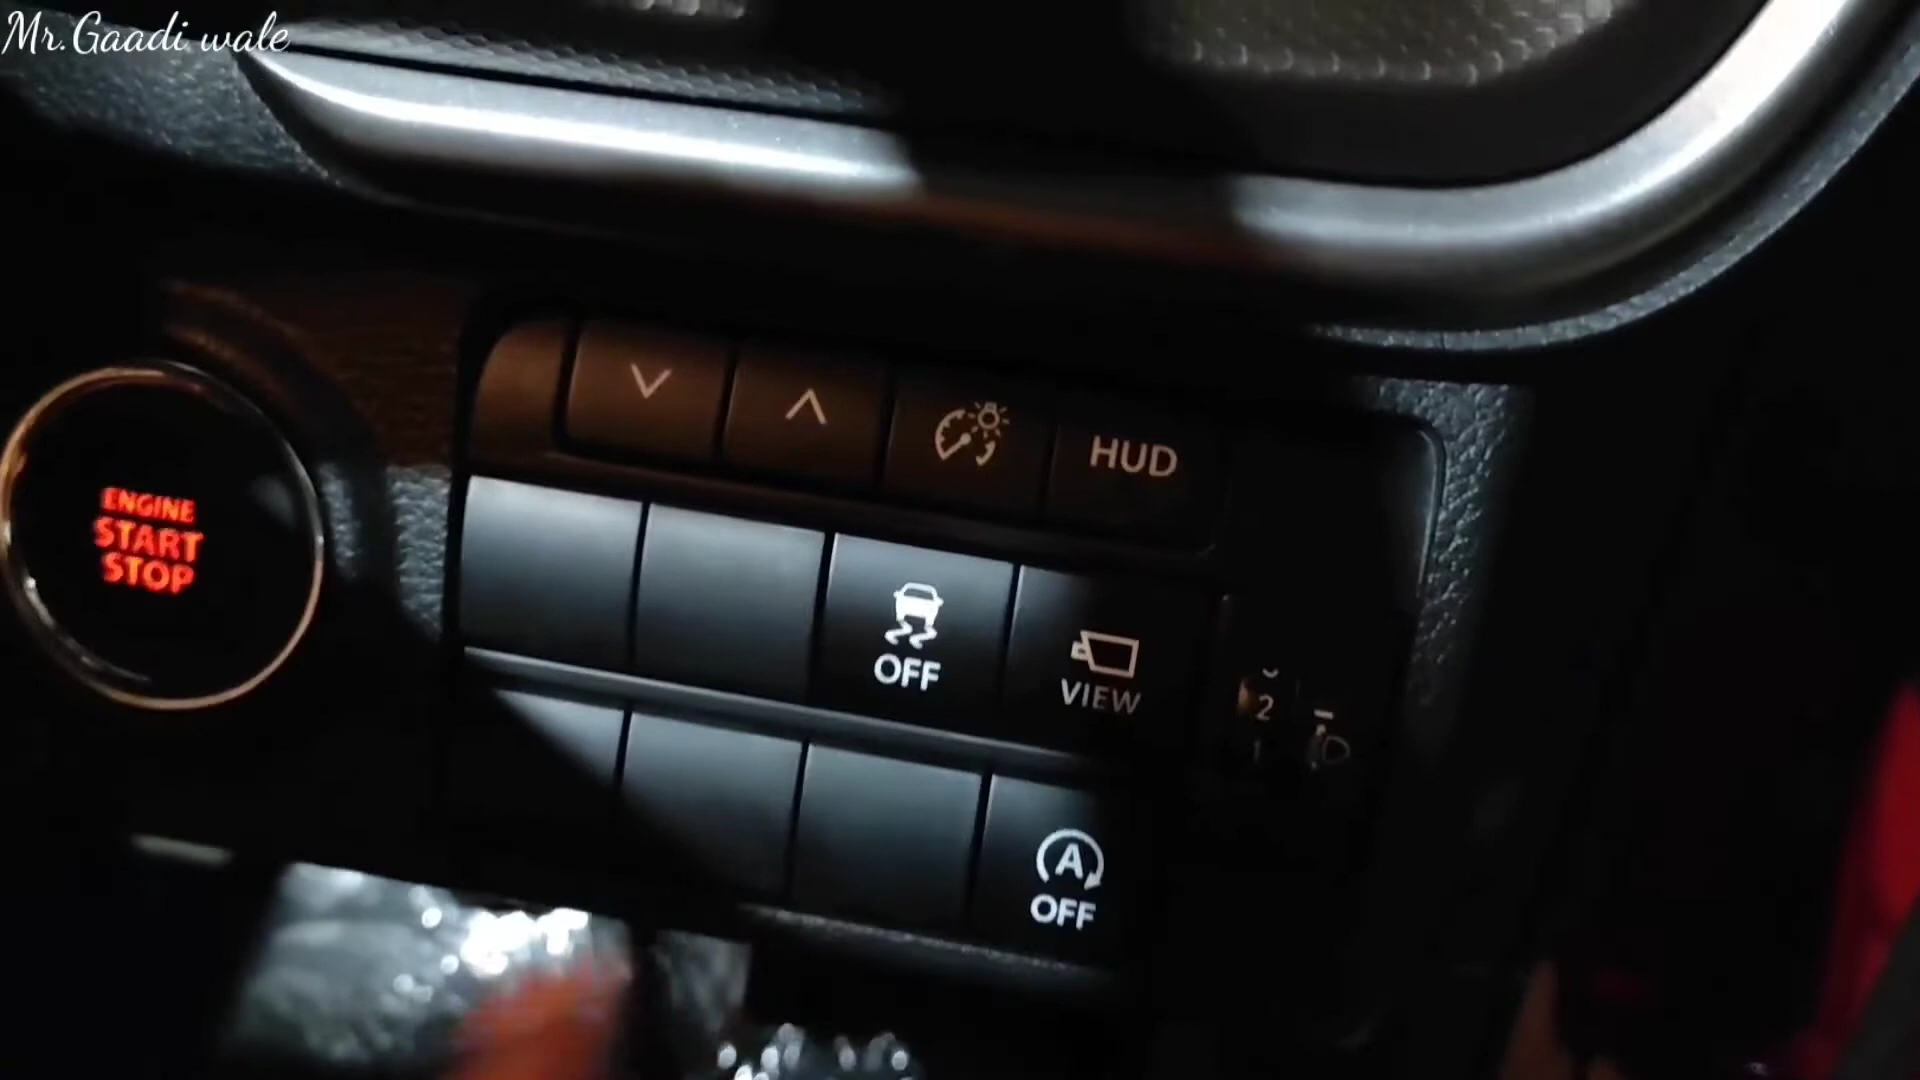 Mr.Gaadi wale
HUD
ENGINE
START
STOP
OFF
VIEW
2
1
A
OFF